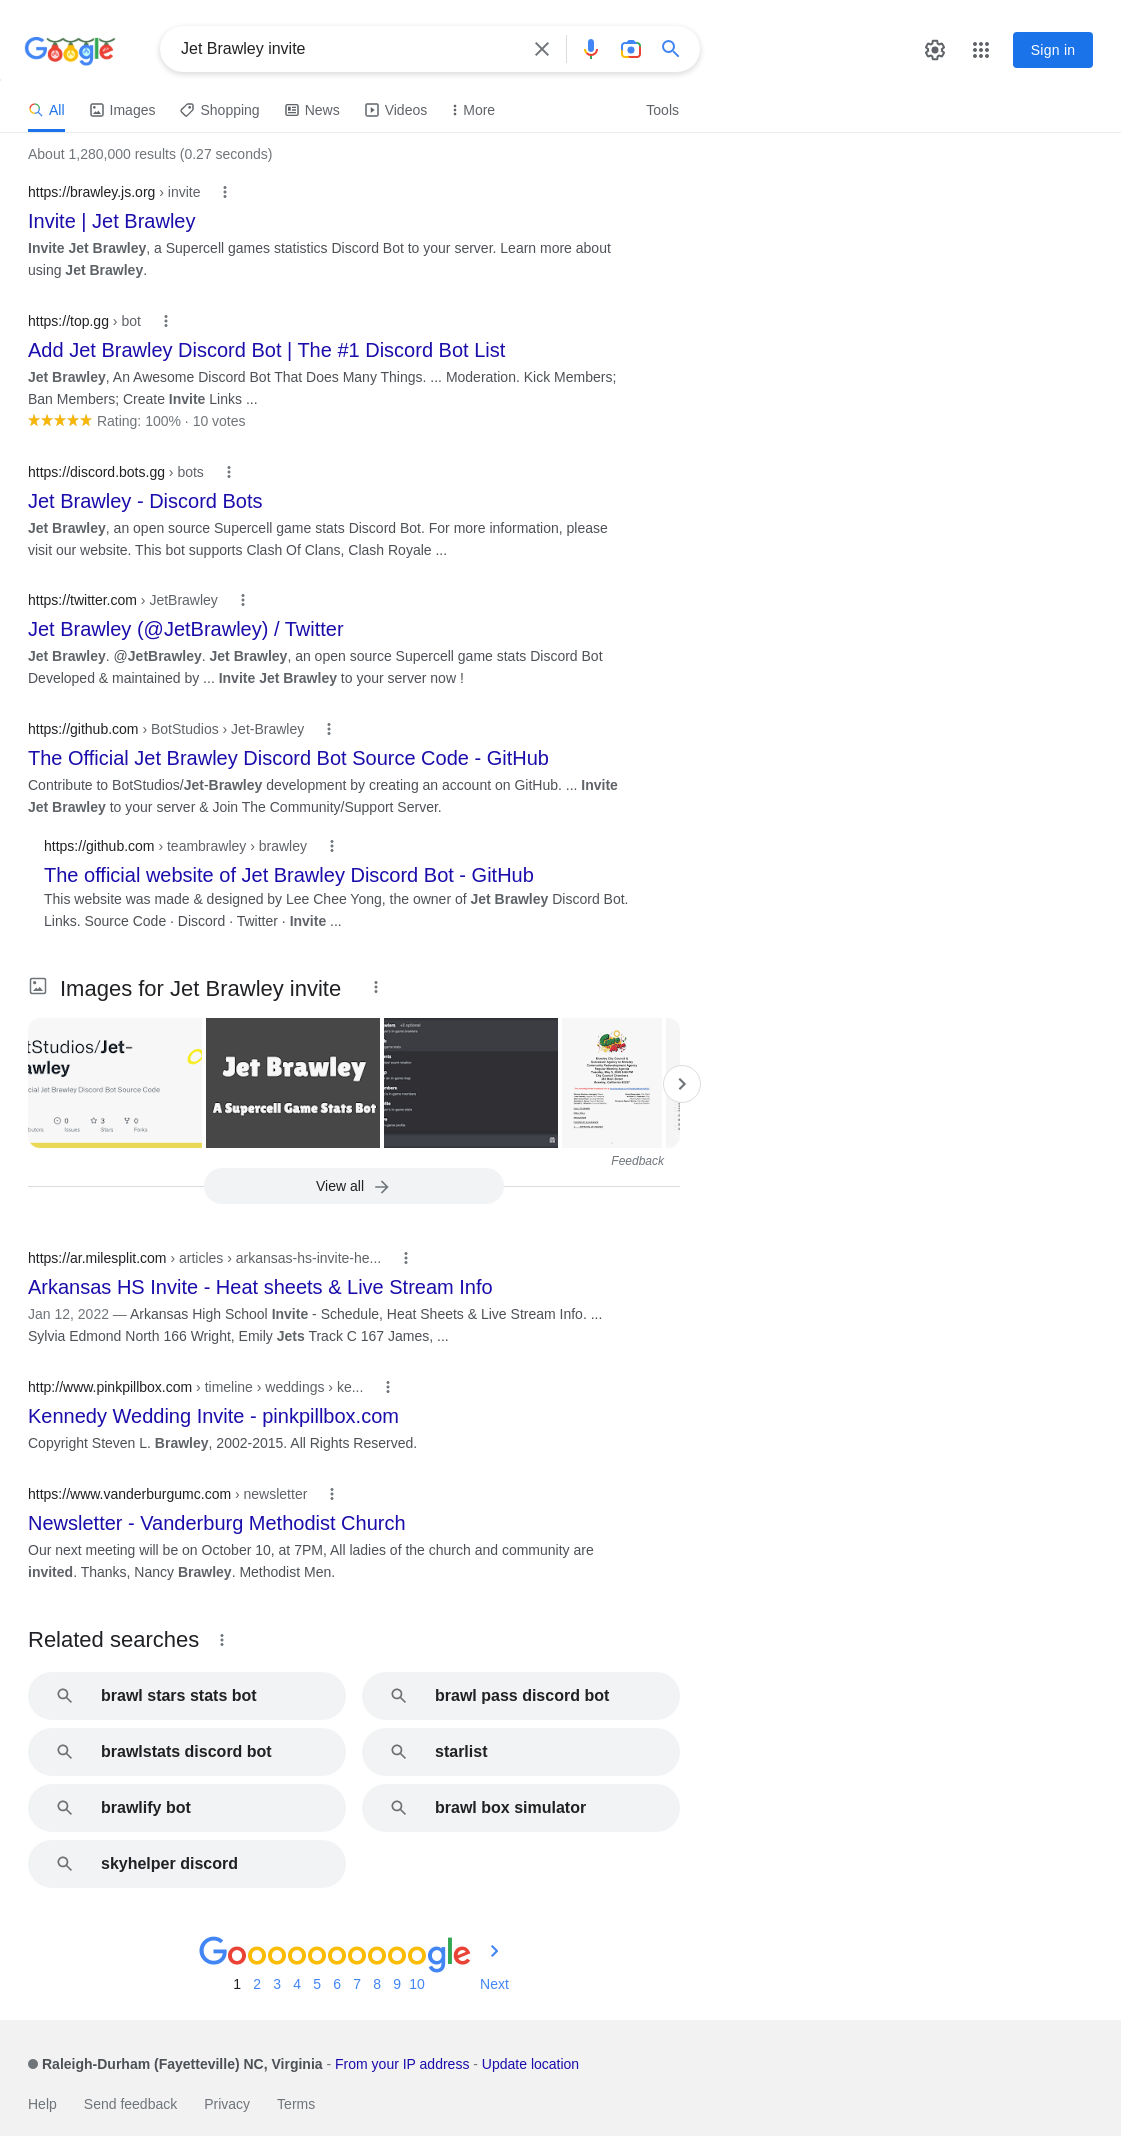 Google
Jet Brawley invite
Sign in
All
Images
Shopping
News
Videos
More
Tools
About 1,280,000 results (0.27 seconds)
https://brawley.js.org › invite
Invite | Jet Brawley
Invite Jet Brawley, a Supercell games statistics Discord Bot to your server. Learn more about
using Jet Brawley.
https://top.gg › bot
Add Jet Brawley Discord Bot | The #1 Discord Bot List
Jet Brawley, An Awesome Discord Bot That Does Many Things. ... Moderation. Kick Members;
Ban Members; Create Invite Links ...
Rating: 100% · 10 votes
https://discord.bots.gg › bots
Jet Brawley - Discord Bots
Jet Brawley, an open source Supercell game stats Discord Bot. For more information, please
visit our website. This bot supports Clash Of Clans, Clash Royale ...
https://twitter.com › JetBrawley
Jet Brawley (@JetBrawley) / Twitter
Jet Brawley. @JetBrawley. Jet Brawley, an open source Supercell game stats Discord Bot
Developed & maintained by ... Invite Jet Brawley to your server now !
https://github.com › BotStudios › Jet-Brawley
The Official Jet Brawley Discord Bot Source Code - GitHub
Contribute to BotStudios/Jet-Brawley development by creating an account on GitHub. ... Invite
Jet Brawley to your server & Join The Community/Support Server.
https://github.com › teambrawley › brawley
The official website of Jet Brawley Discord Bot - GitHub
This website was made & designed by Lee Chee Yong, the owner of Jet Brawley Discord Bot.
Links. Source Code · Discord · Twitter · Invite ...
Images for Jet Brawley invite
tStudios/Jet-
awley
cial Jet Brawley Discord Bot Source Code
0
3
0
Issues
Stars
Forks
Jet Brawley
A Supercell Game Stats Bot
Feedback
View all
https://ar.milesplit.com › articles › arkansas-hs-invite-he...
Arkansas HS Invite - Heat sheets & Live Stream Info
Jan 12, 2022 — Arkansas High School Invite - Schedule, Heat Sheets & Live Stream Info. ...
Sylvia Edmond North 166 Wright, Emily Jets Track C 167 James, ...
http://www.pinkpillbox.com › timeline › weddings › ke...
Kennedy Wedding Invite - pinkpillbox.com
Copyright Steven L. Brawley, 2002-2015. All Rights Reserved.
https://www.vanderburgumc.com › newsletter
Newsletter - Vanderburg Methodist Church
Our next meeting will be on October 10, at 7PM, All ladies of the church and community are
invited. Thanks, Nancy Brawley. Methodist Men.
Related searches
brawl stars stats bot
brawl pass discord bot
brawlstats discord bot
starlist
brawlify bot
brawl box simulator
skyhelper discord
Goooooooooogle
1 2 3 4 5 6 7 8 9 10 Next
Raleigh-Durham (Fayetteville) NC, Virginia - From your IP address - Update location
Help Send feedback Privacy Terms